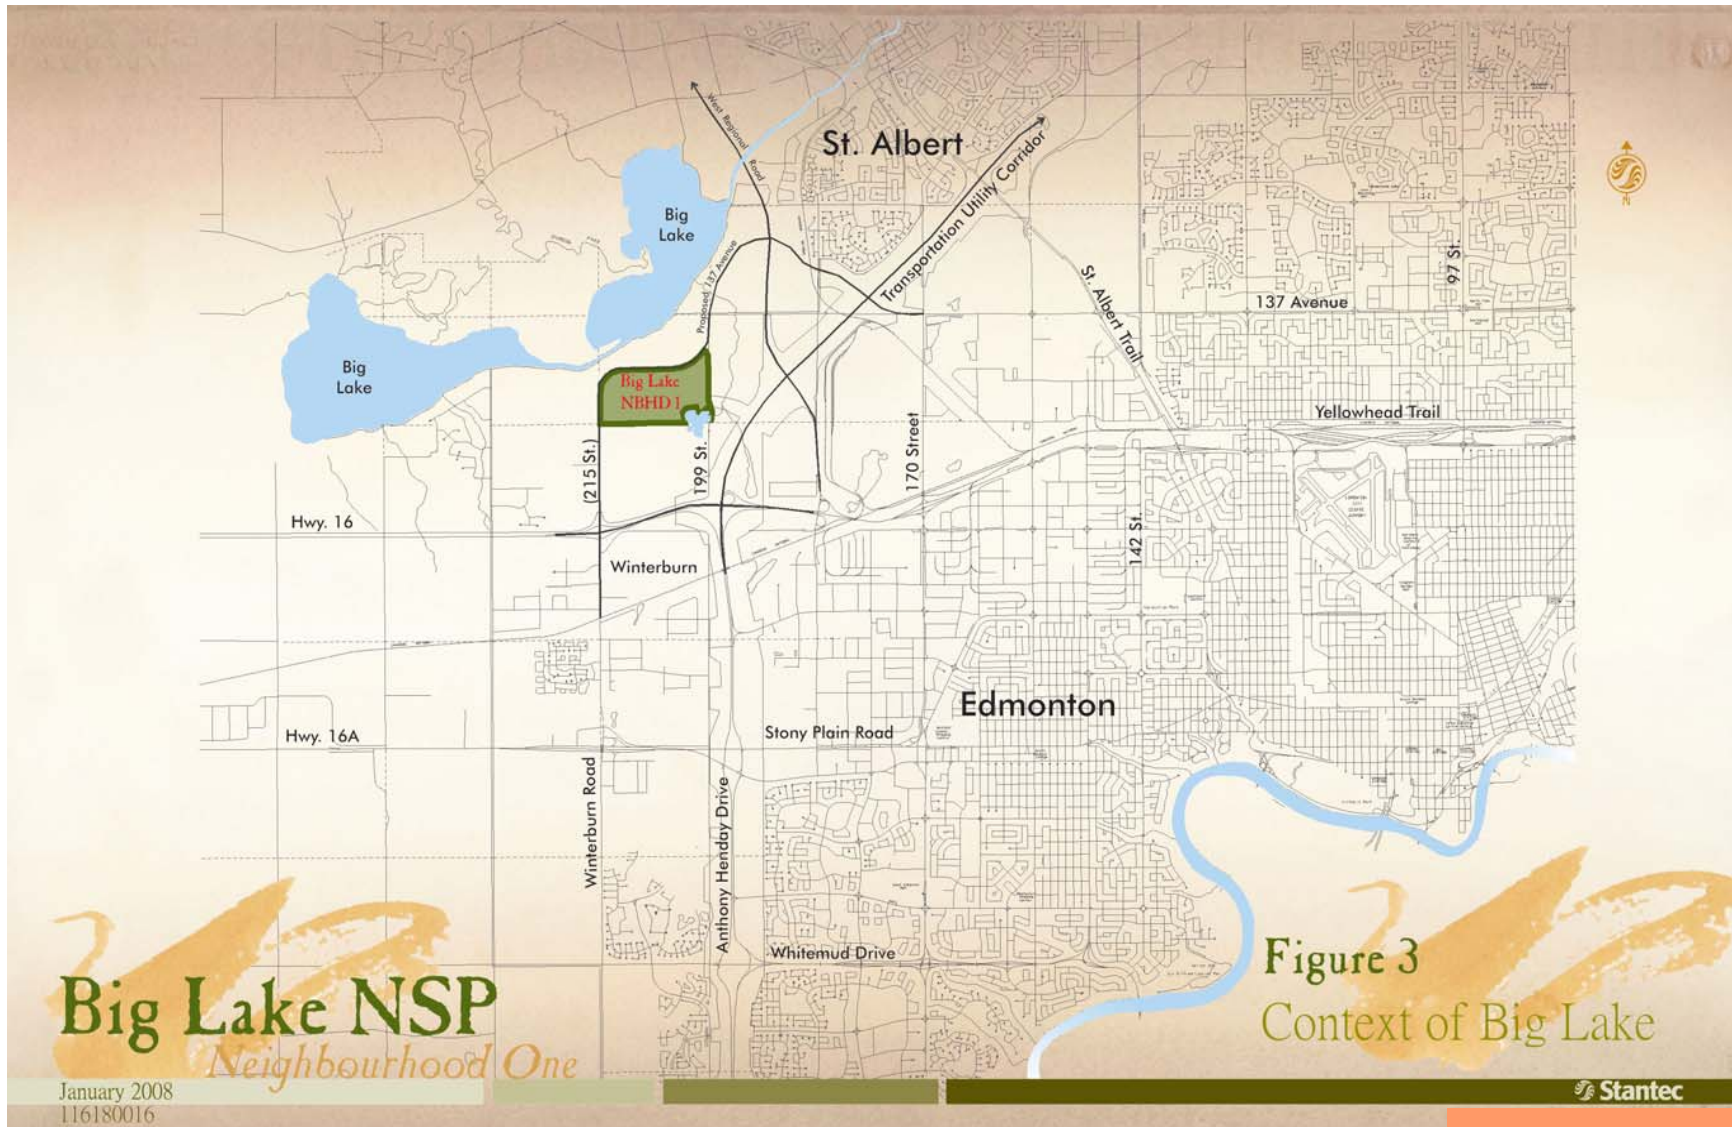 West Regional Road
St. Albert
Transportation Utility Corridor
Big
Lake
Proposed 137 Avenue
St. Albert Trail
97 St.
137 Avenue
Big
Lake
Big Lake
NBHD 1
Yellowhead Trail
(215 St.)
199 St.
170 Street
142 St.
Hwy. 16
Winterburn
Edmonton
Hwy. 16A
Stony Plain Road
Winterburn Road
Anthony Henday Drive
Whitemud Drive
N
Big Lake NSP
Neighbourhood One
January 2008
116180016
Figure 3
Context of Big Lake
Stantec